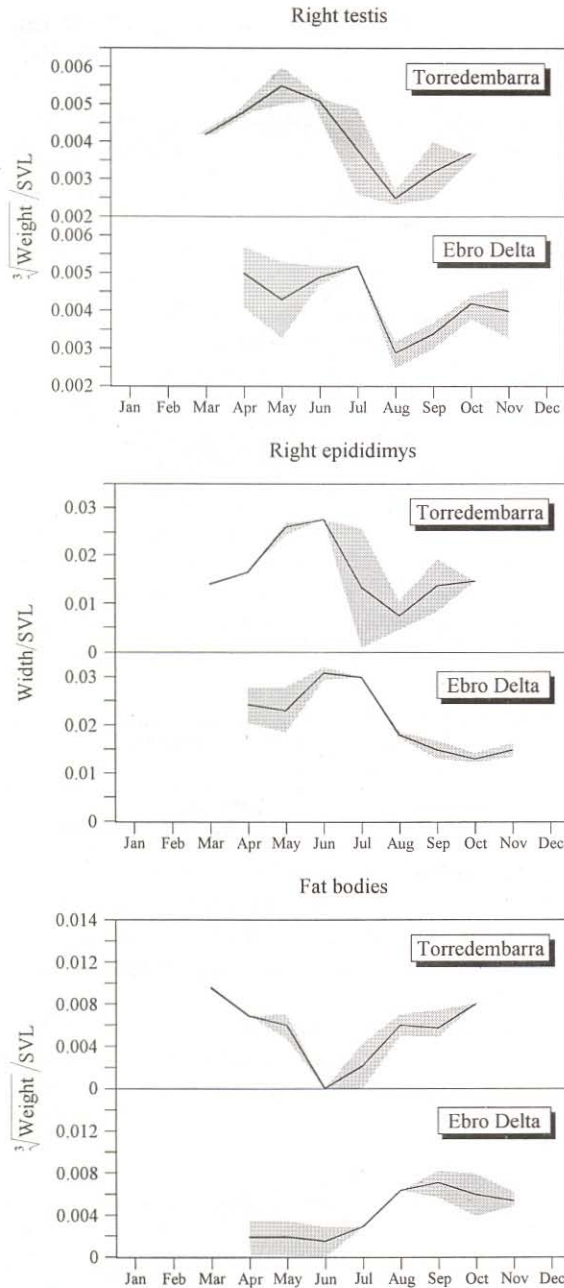 Right testis
0.006
0.005
0.004
0.003
0.002
Torredembarra
∛Weight /SVL
0.006
0.005
0.004
0.003
0.002
Ebro Delta
Jan Feb Mar Apr May Jun Jul Aug Sep Oct Nov Dec
Right epididimys
0.03
0.02
0.01
0
Torredembarra
Width/SVL
0.03
0.02
0.01
0
Ebro Delta
Jan Feb Mar Apr May Jun Jul Aug Sep Oct Nov Dec
Fat bodies
0.014
0.012
0.008
0.004
0
Torredembarra
∛Weight /SVL
0.012
0.008
0.004
0
Ebro Delta
Jan Feb Mar Apr May Jun Jul Aug Sep Oct Nov Dec